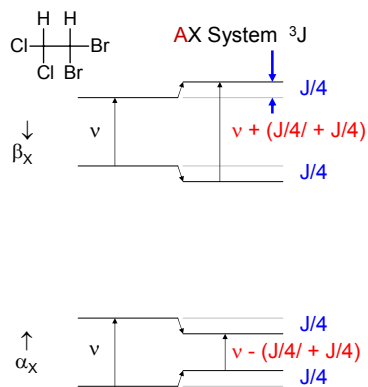 H H
AX System ³J
Cl Br
Cl Br
J/4
ν ν + (J/4/ + J/4)
↓
βX
J/4
J/4
↑
ν ν - (J/4/ + J/4)
αX
J/4